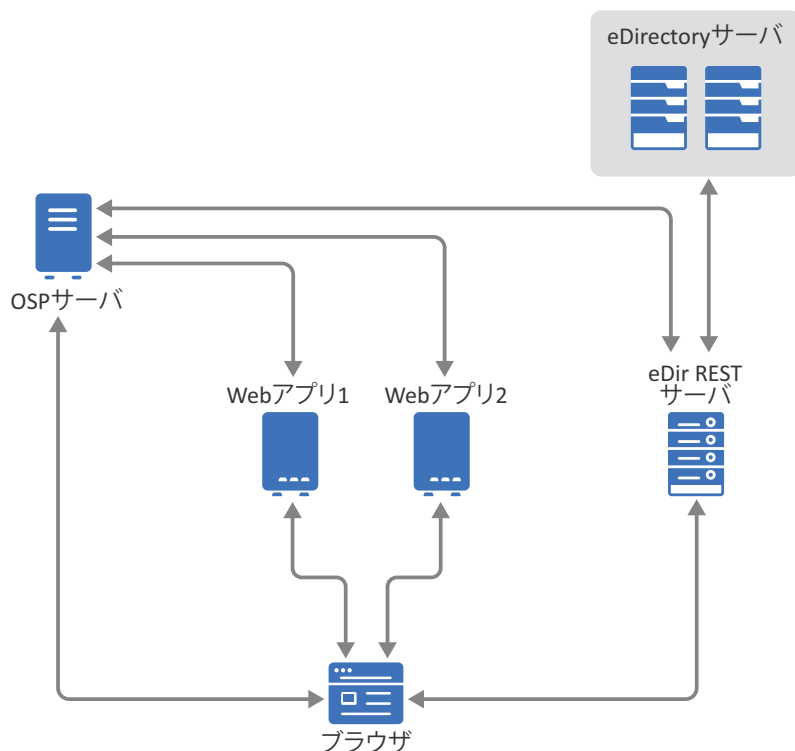 eDirectoryサーバ
OSPサーバ
Webアプリ1
Webアプリ2
eDir REST
サーバ
ブラウザ